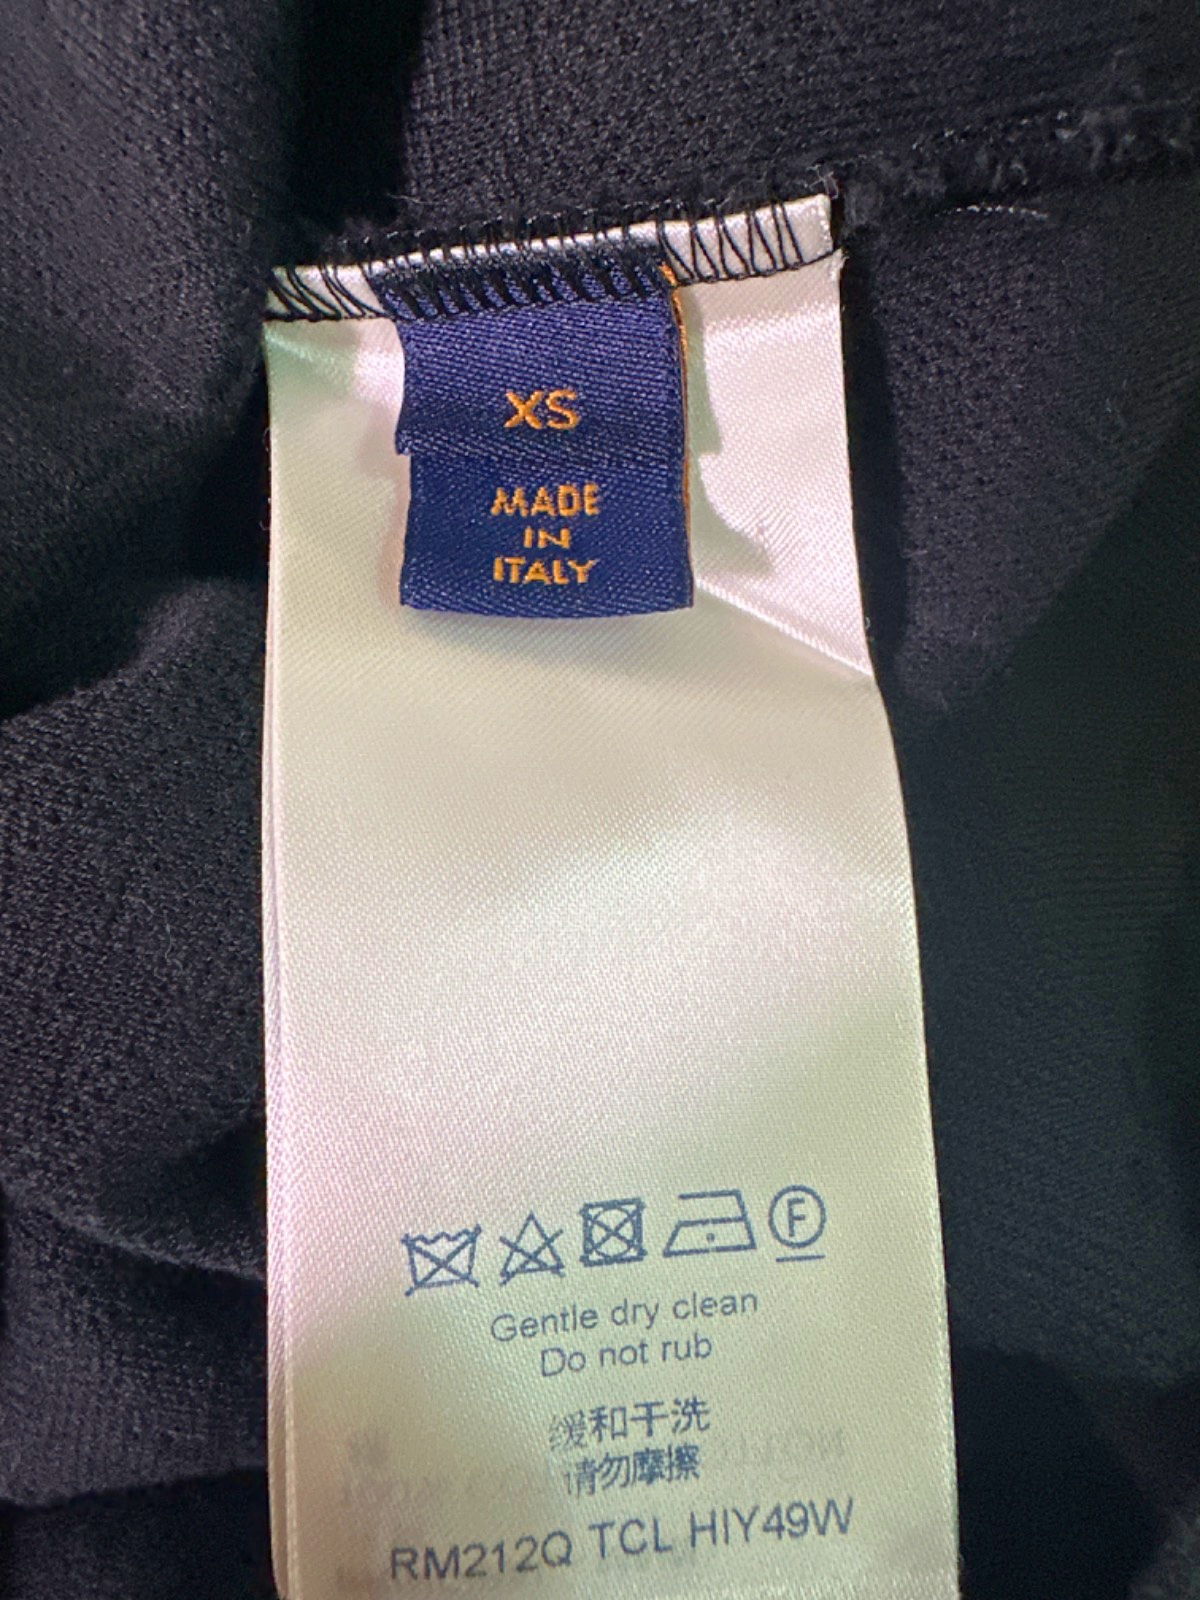 XS
MADE
IN
ITALY
F
Gentle dry clean
Do not rub
缓和干洗
请勿摩擦
RM212Q TCL HIY49W